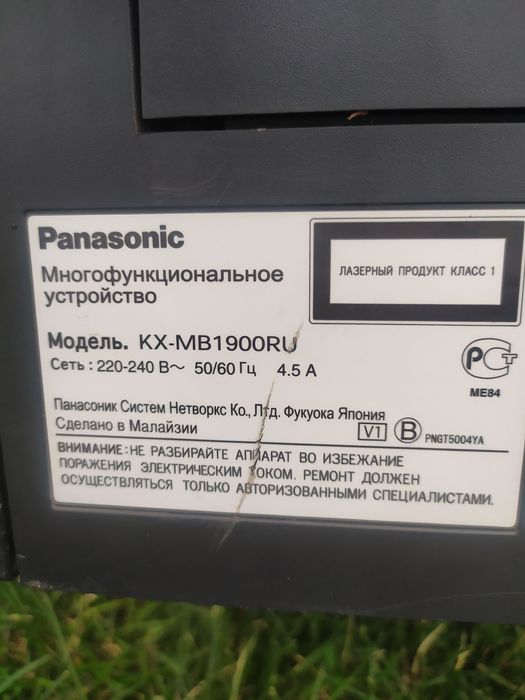 Panasonic
Многофункциональное
устройство
ЛАЗЕРНЫЙ ПРОДУКТ КЛАСС 1
Модель. KX-MB1900RU
Сеть : 220-240 В~ 50/60 Гц 4.5 А
РСТ
ME84
Панасоник Систем Нетворкс Ко., Лтд. Фукуока Япония
Сделано в Малайзии
V1 B PNGT5004YA
ВНИМАНИЕ: НЕ РАЗБИРАЙТЕ АППАРАТ ВО ИЗБЕЖАНИЕ
ПОРАЖЕНИЯ ЭЛЕКТРИЧЕСКИМ ТОКОМ. РЕМОНТ ДОЛЖЕН
ОСУЩЕСТВЛЯТЬСЯ ТОЛЬКО АВТОРИЗОВАННЫМИ СПЕЦИАЛИСТАМИ.